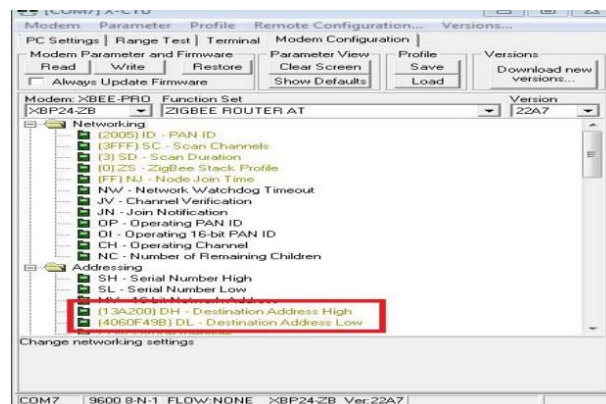 [COM7] X-CTU
Modem Parameter Profile Remote Configuration... Versions...
PC Settings Range Test Terminal Modem Configuration
Modem Parameter and Firmware Parameter View Profile Versions
Read Write Restore Clear Screen Save Download new versions...
Always Update Firmware Show Defaults Load
Modem: XBEE-PRO Function Set Version
XBP24-ZB ZIGBEE ROUTER AT 22A7
Networking
(2005) ID - PAN ID
(3FFF) SC - Scan Channels
(3) SD - Scan Duration
(0) ZS - ZigBee Stack Profile
(FF) NJ - Node Join Time
NW - Network Watchdog Timeout
JV - Channel Verification
JN - Join Notification
OP - Operating PAN ID
OI - Operating 16-bit PAN ID
CH - Operating Channel
NC - Number of Remaining Children
Addressing
SH - Serial Number High
SL - Serial Number Low
MY - 16-bit Network Address
(13A200) DH - Destination Address High
(4060F49B) DL - Destination Address Low
Change networking settings
COM7 9600 8-N-1 FLOW:NONE XBP24-ZB Ver:22A7